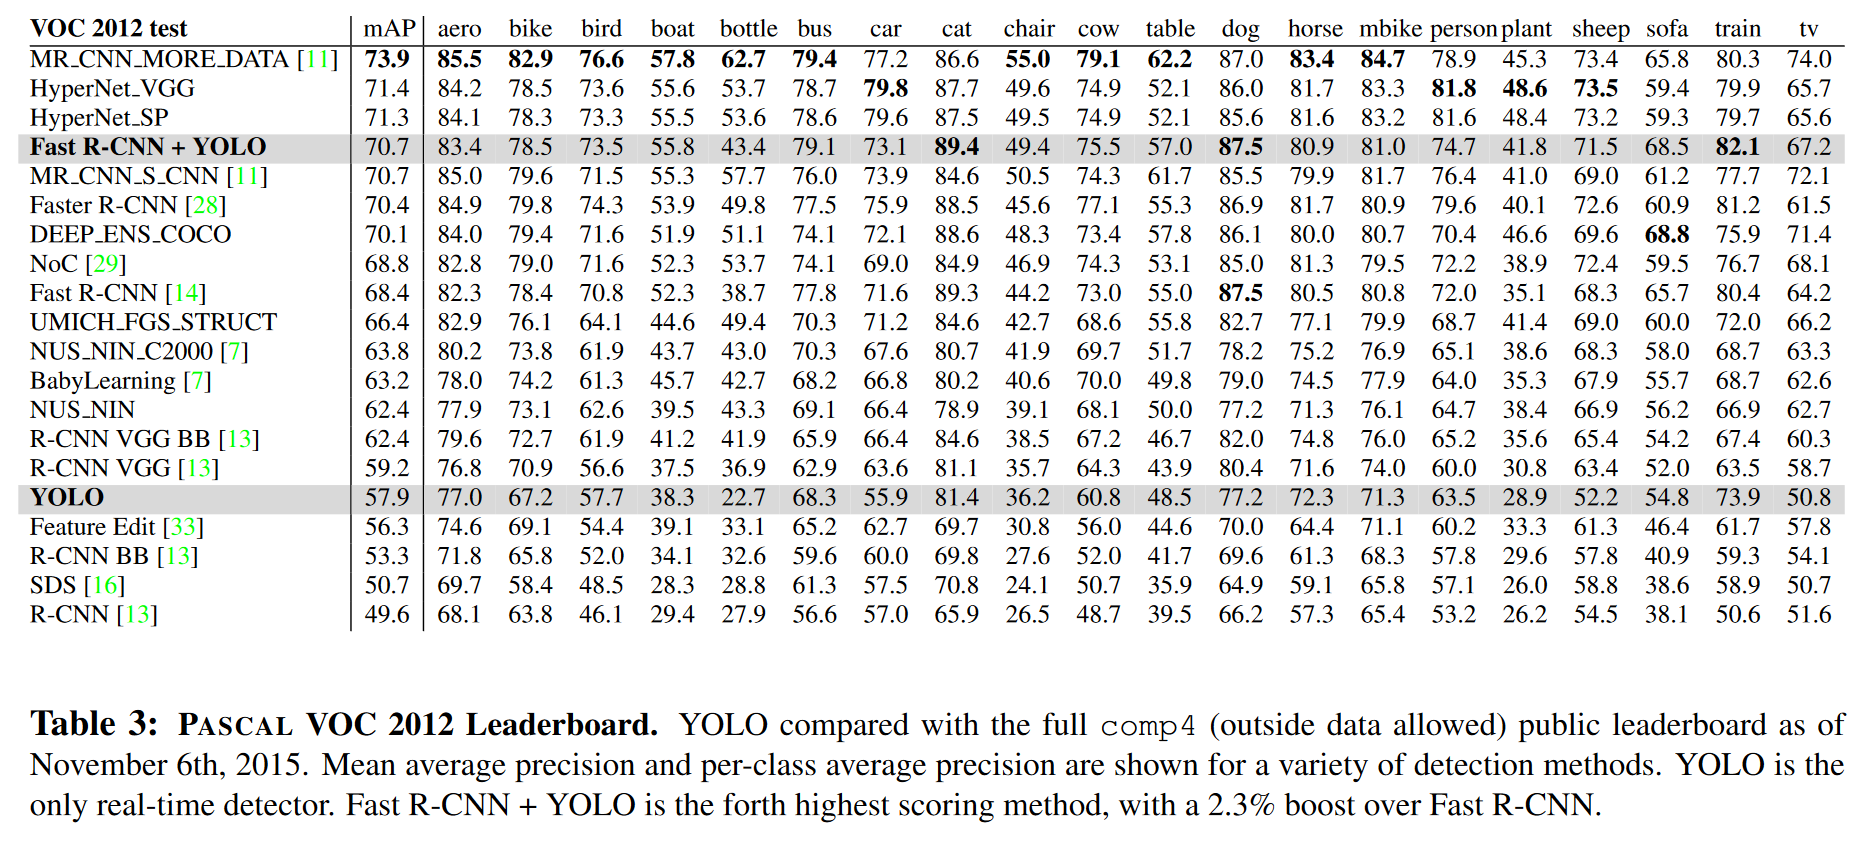 VOC 2012 test mAP aero bike bird boat bottle bus car cat chair cow table dog horse mbike person plant sheep sofa train tv
MR_CNN_MORE_DATA [11] 73.9 85.5 82.9 76.6 57.8 62.7 79.4 77.2 86.6 55.0 79.1 62.2 87.0 83.4 84.7 78.9 45.3 73.4 65.8 80.3 74.0
HyperNet_VGG 71.4 84.2 78.5 73.6 55.6 53.7 78.7 79.8 87.7 49.6 74.9 52.1 86.0 81.7 83.3 81.8 48.6 73.5 59.4 79.9 65.7
HyperNet_SP 71.3 84.1 78.3 73.3 55.5 53.6 78.6 79.6 87.5 49.5 74.9 52.1 85.6 81.6 83.2 81.6 48.4 73.2 59.3 79.7 65.6
Fast R-CNN + YOLO 70.7 83.4 78.5 73.5 55.8 43.4 79.1 73.1 89.4 49.4 75.5 57.0 87.5 80.9 81.0 74.7 41.8 71.5 68.5 82.1 67.2
MR_CNN_S_CNN [11] 70.7 85.0 79.6 71.5 55.3 57.7 76.0 73.9 84.6 50.5 74.3 61.7 85.5 79.9 81.7 76.4 41.0 69.0 61.2 77.7 72.1
Faster R-CNN [28] 70.4 84.9 79.8 74.3 53.9 49.8 77.5 75.9 88.5 45.6 77.1 55.3 86.9 81.7 80.9 79.6 40.1 72.6 60.9 81.2 61.5
DEEP_ENS_COCO 70.1 84.0 79.4 71.6 51.9 51.1 74.1 72.1 88.6 48.3 73.4 57.8 86.1 80.0 80.7 70.4 46.6 69.6 68.8 75.9 71.4
NoC [29] 68.8 82.8 79.0 71.6 52.3 53.7 74.1 69.0 84.9 46.9 74.3 53.1 85.0 81.3 79.5 72.2 38.9 72.4 59.5 76.7 68.1
Fast R-CNN [14] 68.4 82.3 78.4 70.8 52.3 38.7 77.8 71.6 89.3 44.2 73.0 55.0 87.5 80.5 80.8 72.0 35.1 68.3 65.7 80.4 64.2
UMICH_FGS_STRUCT 66.4 82.9 76.1 64.1 44.6 49.4 70.3 71.2 84.6 42.7 68.6 55.8 82.7 77.1 79.9 68.7 41.4 69.0 60.0 72.0 66.2
NUS_NIN_C2000 [7] 63.8 80.2 73.8 61.9 43.7 43.0 70.3 67.6 80.7 41.9 69.7 51.7 78.2 75.2 76.9 65.1 38.6 68.3 58.0 68.7 63.3
BabyLearning [7] 63.2 78.0 74.2 61.3 45.7 42.7 68.2 66.8 80.2 40.6 70.0 49.8 79.0 74.5 77.9 64.0 35.3 67.9 55.7 68.7 62.6
NUS_NIN 62.4 77.9 73.1 62.6 39.5 43.3 69.1 66.4 78.9 39.1 68.1 50.0 77.2 71.3 76.1 64.7 38.4 66.9 56.2 66.9 62.7
R-CNN VGG BB [13] 62.4 79.6 72.7 61.9 41.2 41.9 65.9 66.4 84.6 38.5 67.2 46.7 82.0 74.8 76.0 65.2 35.6 65.4 54.2 67.4 60.3
R-CNN VGG [13] 59.2 76.8 70.9 56.6 37.5 36.9 62.9 63.6 81.1 35.7 64.3 43.9 80.4 71.6 74.0 60.0 30.8 63.4 52.0 63.5 58.7
YOLO 57.9 77.0 67.2 57.7 38.3 22.7 68.3 55.9 81.4 36.2 60.8 48.5 77.2 72.3 71.3 63.5 28.9 52.2 54.8 73.9 50.8
Feature Edit [33] 56.3 74.6 69.1 54.4 39.1 33.1 65.2 62.7 69.7 30.8 56.0 44.6 70.0 64.4 71.1 60.2 33.3 61.3 46.4 61.7 57.8
R-CNN BB [13] 53.3 71.8 65.8 52.0 34.1 32.6 59.6 60.0 69.8 27.6 52.0 41.7 69.6 61.3 68.3 57.8 29.6 57.8 40.9 59.3 54.1
SDS [16] 50.7 69.7 58.4 48.5 28.3 28.8 61.3 57.5 70.8 24.1 50.7 35.9 64.9 59.1 65.8 57.1 26.0 58.8 38.6 58.9 50.7
R-CNN [13] 49.6 68.1 63.8 46.1 29.4 27.9 56.6 57.0 65.9 26.5 48.7 39.5 66.2 57.3 65.4 53.2 26.2 54.5 38.1 50.6 51.6
Table 3: PASCAL VOC 2012 Leaderboard. YOLO compared with the full comp4 (outside data allowed) public leaderboard as of
November 6th, 2015. Mean average precision and per-class average precision are shown for a variety of detection methods. YOLO is the
only real-time detector. Fast R-CNN + YOLO is the forth highest scoring method, with a 2.3% boost over Fast R-CNN.